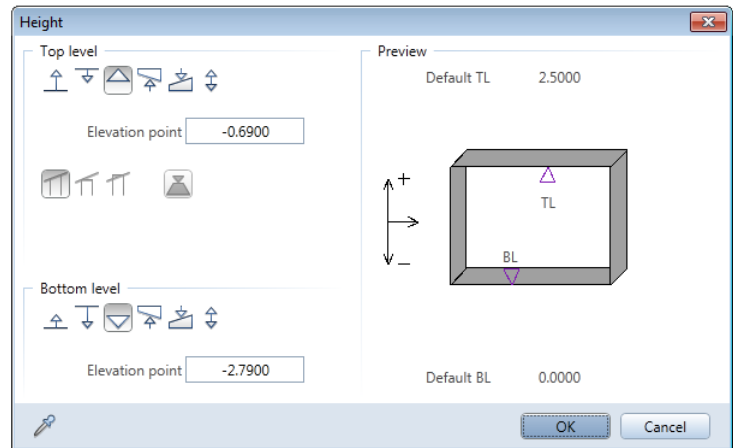 Height
Top level
Elevation point -0.6900
Bottom level
Elevation point -2.7900
Preview
Default TL 2.5000
+
TL
BL
–
Default BL 0.0000
OK Cancel